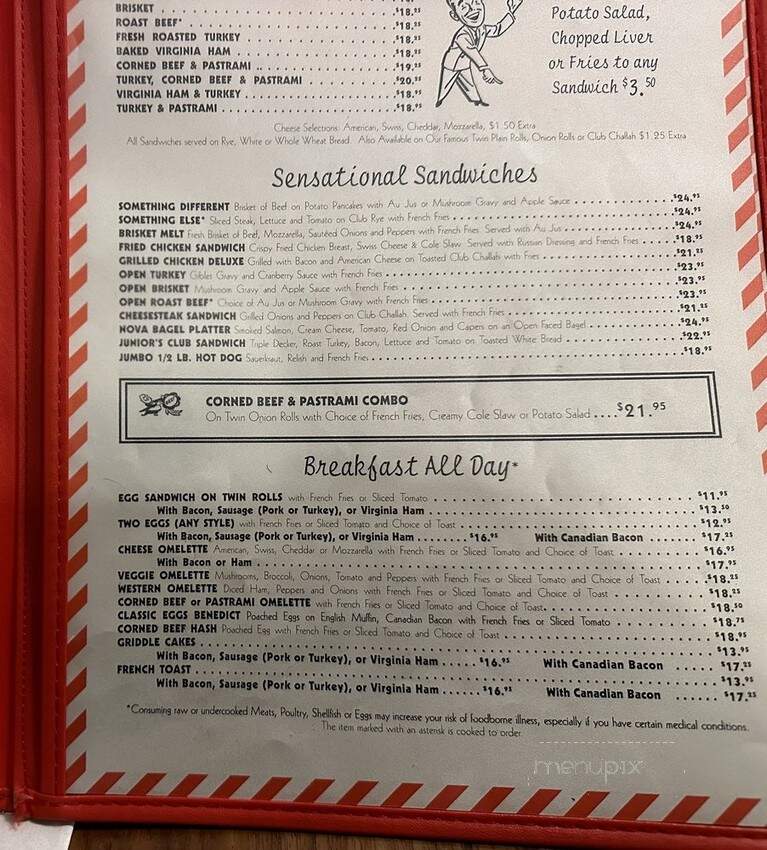 BRISKET $18.25
ROAST BEEF* $18.25
FRESH ROASTED TURKEY $18.25
BAKED VIRGINIA HAM $18.25
CORNED BEEF & PASTRAMI .. $19.25
TURKEY, CORNED BEEF & PASTRAMI $20.25
VIRGINIA HAM & TURKEY $18.95
TURKEY & PASTRAMI $18.95
Potato Salad,
Chopped Liver
or Fries to any
Sandwich $3.50
Cheese Selections: American, Swiss, Cheddar, Mozzarella, $1.50 Extra
All Sandwiches served on Rye, White or Whole Wheat Bread. Also Available on Our Famous Twin Plain Rolls, Onion Rolls or Club Challah $1.25 Extra
Sensational Sandwiches
SOMETHING DIFFERENT Brisket of Beef on Potato Pancakes with Au Jus or Mushroom Gravy and Apple Sauce $24.95
SOMETHING ELSE* Sliced Steak, Lettuce and Tomato on Club Rye with French Fries $24.95
BRISKET MELT Fresh Brisket of Beef, Mozzarella, Sautéed Onions and Peppers with French Fries. Served with Au Jus $24.95
FRIED CHICKEN SANDWICH Crispy Fried Chicken Breast, Swiss Cheese & Cole Slaw. Served with Russian Dressing and French Fries $18.95
GRILLED CHICKEN DELUXE Grilled with Bacon and American Cheese on Toasted Club Challah with Fries $21.25
OPEN TURKEY Giblet Gravy and Cranberry Sauce with French Fries $23.95
OPEN BRISKET Mushroom Gravy and Apple Sauce with French Fries $23.95
OPEN ROAST BEEF* Choice of Au Jus or Mushroom Gravy with French Fries $23.95
CHEESESTEAK SANDWICH Grilled Onions and Peppers on Club Challah. Served with French Fries $21.25
NOVA BAGEL PLATTER Smoked Salmon, Cream Cheese, Tomato, Red Onion and Capers on an Open Faced Bagel $24.95
JUNIOR'S CLUB SANDWICH Triple Decker, Roast Turkey, Bacon, Lettuce and Tomato on Toasted White Bread $22.95
JUMBO 1/2 LB. HOT DOG Sauerkraut, Relish and French Fries $18.95
CORNED BEEF & PASTRAMI COMBO
On Twin Onion Rolls with Choice of French Fries, Creamy Cole Slaw or Potato Salad .... $21.95
Breakfast All Day*
EGG SANDWICH ON TWIN ROLLS with French Fries or Sliced Tomato $11.95
With Bacon, Sausage (Pork or Turkey), or Virginia Ham $13.50
TWO EGGS (ANY STYLE) with French Fries or Sliced Tomato and Choice of Toast $12.95
With Bacon, Sausage (Pork or Turkey), or Virginia Ham $16.95 With Canadian Bacon $17.25
CHEESE OMELETTE American, Swiss, Cheddar or Mozzarella with French Fries or Sliced Tomato and Choice of Toast $16.95
With Bacon or Ham $17.95
VEGGIE OMELETTE Mushrooms, Broccoli, Onions, Tomato and Peppers with French Fries or Sliced Tomato and Choice of Toast $18.25
WESTERN OMELETTE Diced Ham, Peppers and Onions with French Fries or Sliced Tomato and Choice of Toast $18.25
CORNED BEEF or PASTRAMI OMELETTE with French Fries or Sliced Tomato and Choice of Toast $18.50
CLASSIC EGGS BENEDICT Poached Eggs on English Muffin, Canadian Bacon with French Fries or Sliced Tomato $18.75
CORNED BEEF HASH Poached Egg with French Fries or Sliced Tomato and Choice of Toast $18.95
GRIDDLE CAKES $13.95
With Bacon, Sausage (Pork or Turkey), or Virginia Ham $16.95 With Canadian Bacon $17.25
FRENCH TOAST $13.95
With Bacon, Sausage (Pork or Turkey), or Virginia Ham $16.95 With Canadian Bacon $17.25
*Consuming raw or undercooked Meats, Poultry, Shellfish or Eggs may increase your risk of foodborne illness, especially if you have certain medical conditions.
The item marked with an asterisk is cooked to order.
menupix